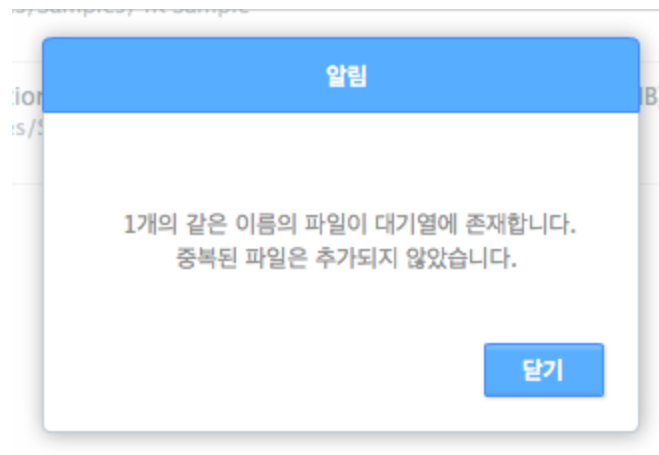 알림
1개의 같은 이름의 파일이 대기열에 존재합니다.
중복된 파일은 추가되지 않았습니다.
닫기